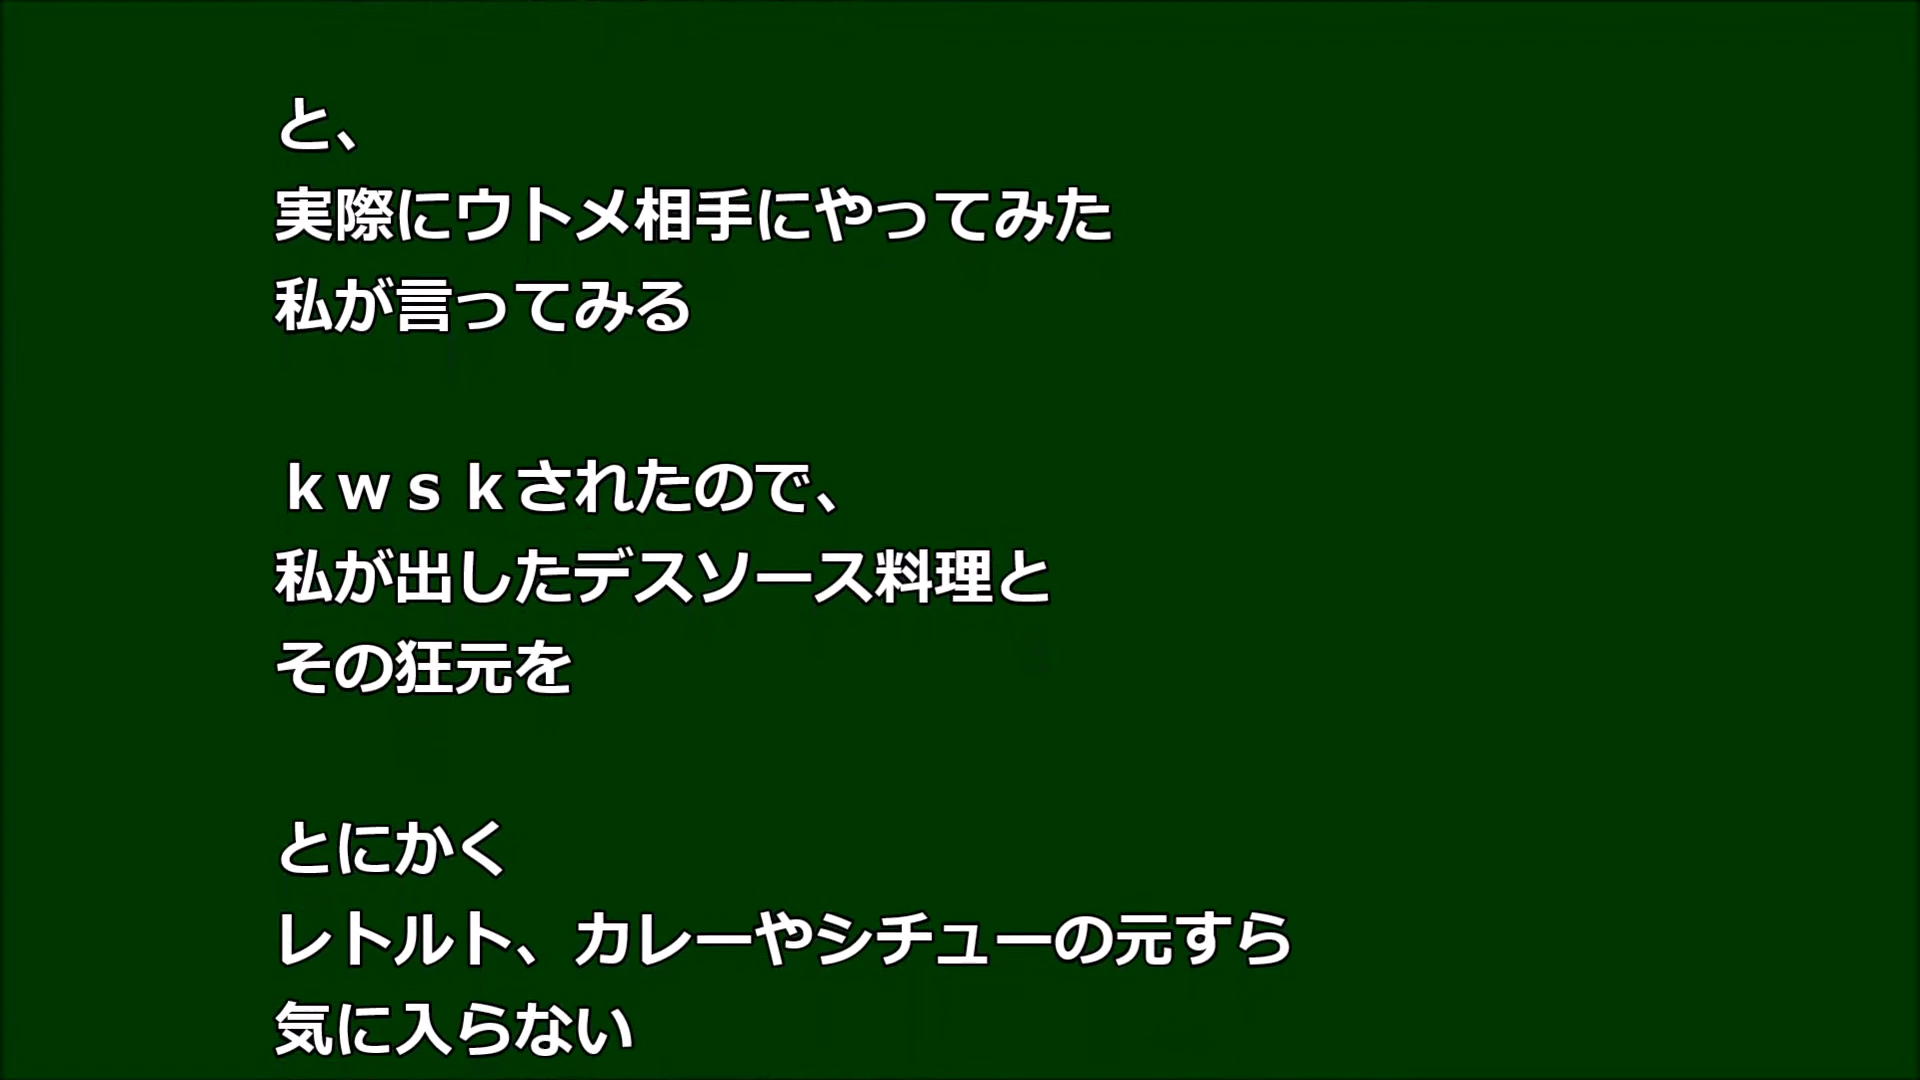 と、
実際にウトメ相手にやってみた
私が言ってみる
ｋｗｓｋされたので、
私が出したデスソース料理と
その狂元を
とにかく
レトルト、カレーやシチューの元すら
気に入らない